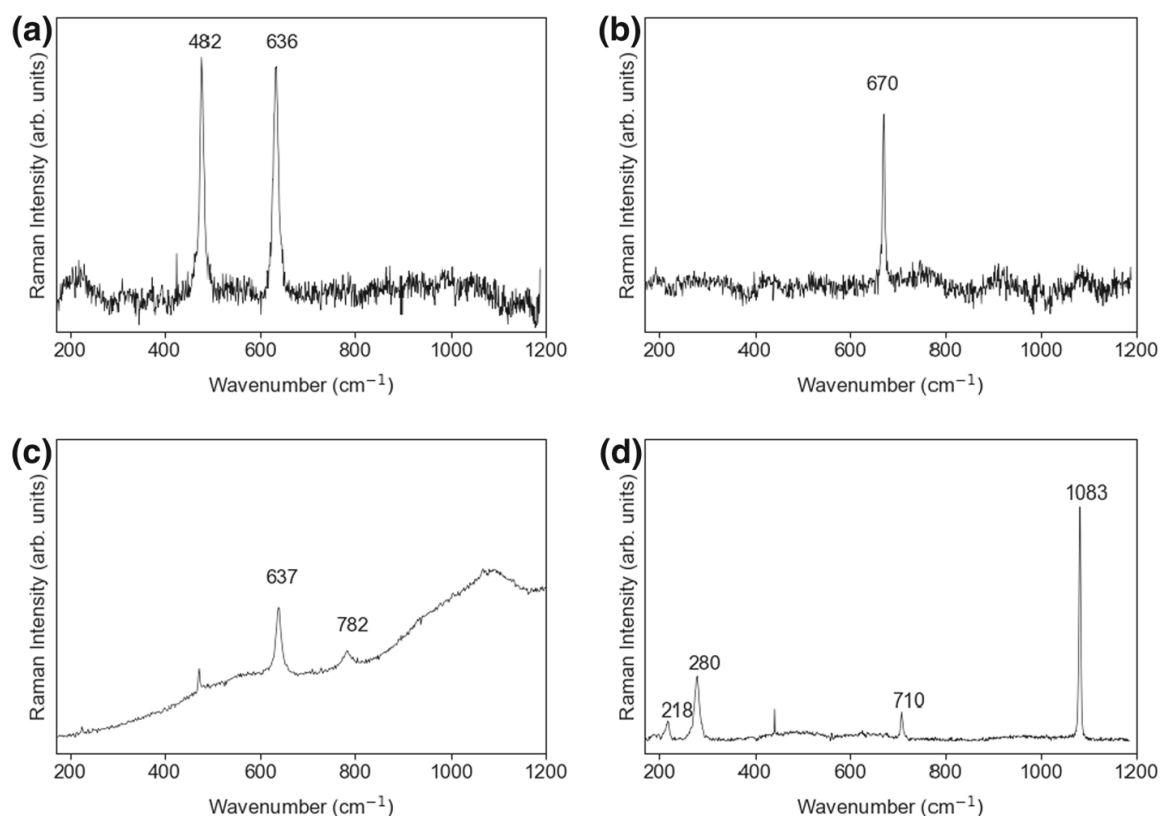 (a)
482
636
Raman Intensity (arb. units)
200 400 600 800 1000 1200
Wavenumber (cm⁻¹)
(b)
670
Raman Intensity (arb. units)
200 400 600 800 1000 1200
Wavenumber (cm⁻¹)
(c)
637
782
Raman Intensity (arb. units)
200 400 600 800 1000 1200
Wavenumber (cm⁻¹)
(d)
1083
280
218
710
Raman Intensity (arb. units)
200 400 600 800 1000 1200
Wavenumber (cm⁻¹)